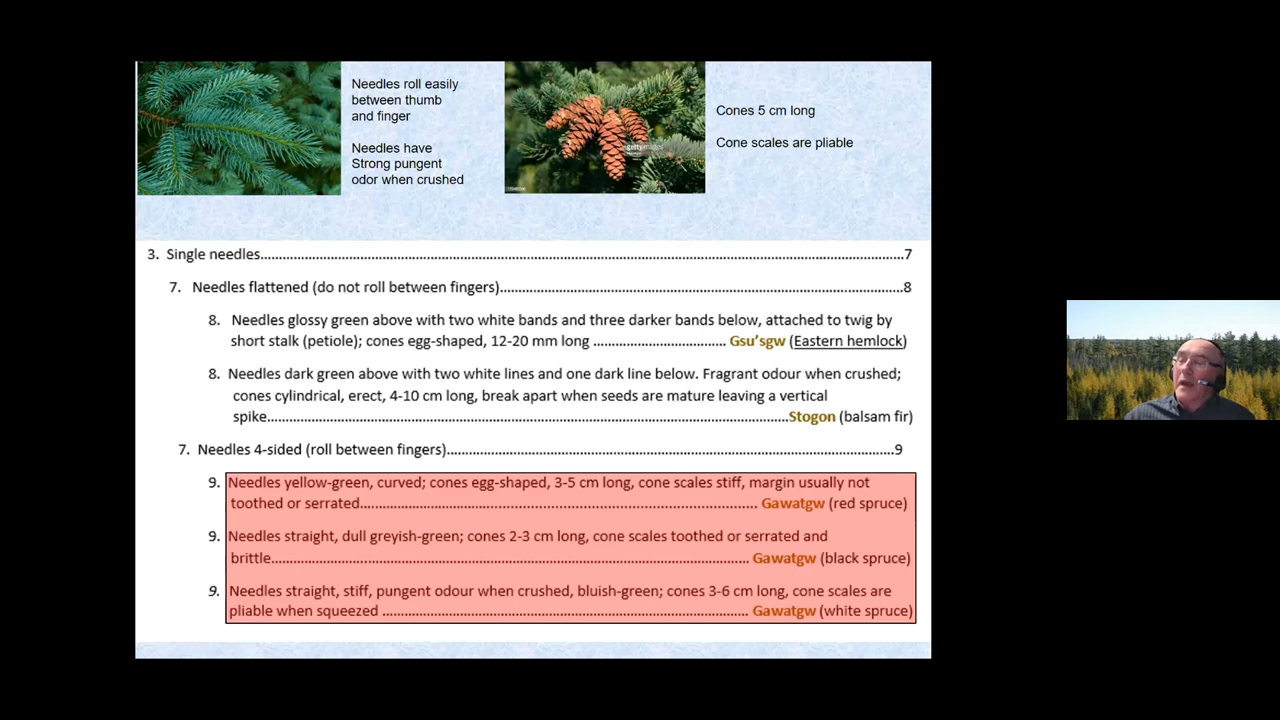 Needles roll easily
between thumb
and finger
Needles have
Strong pungent
odor when crushed
gettyimages
Cones 5 cm long
Cone scales are pliable
3. Single needles..........7
7. Needles flattened (do not roll between fingers)..........8
8. Needles glossy green above with two white bands and three darker bands below, attached to twig by
short stalk (petiole); cones egg-shaped, 12-20 mm long .......... Gsu'sgw (Eastern hemlock)
8. Needles dark green above with two white lines and one dark line below. Fragrant odour when crushed;
cones cylindrical, erect, 4-10 cm long, break apart when seeds are mature leaving a vertical
spike..........Stogon (balsam fir)
7. Needles 4-sided (roll between fingers)..........9
9. Needles yellow-green, curved; cones egg-shaped, 3-5 cm long, cone scales stiff, margin usually not
toothed or serrated.......... Gawatgw (red spruce)
9. Needles straight, dull greyish-green; cones 2-3 cm long, cone scales toothed or serrated and
brittle.......... Gawatgw (black spruce)
9. Needles straight, stiff, pungent odour when crushed, bluish-green; cones 3-6 cm long, cone scales are
pliable when squeezed .......... Gawatgw (white spruce)